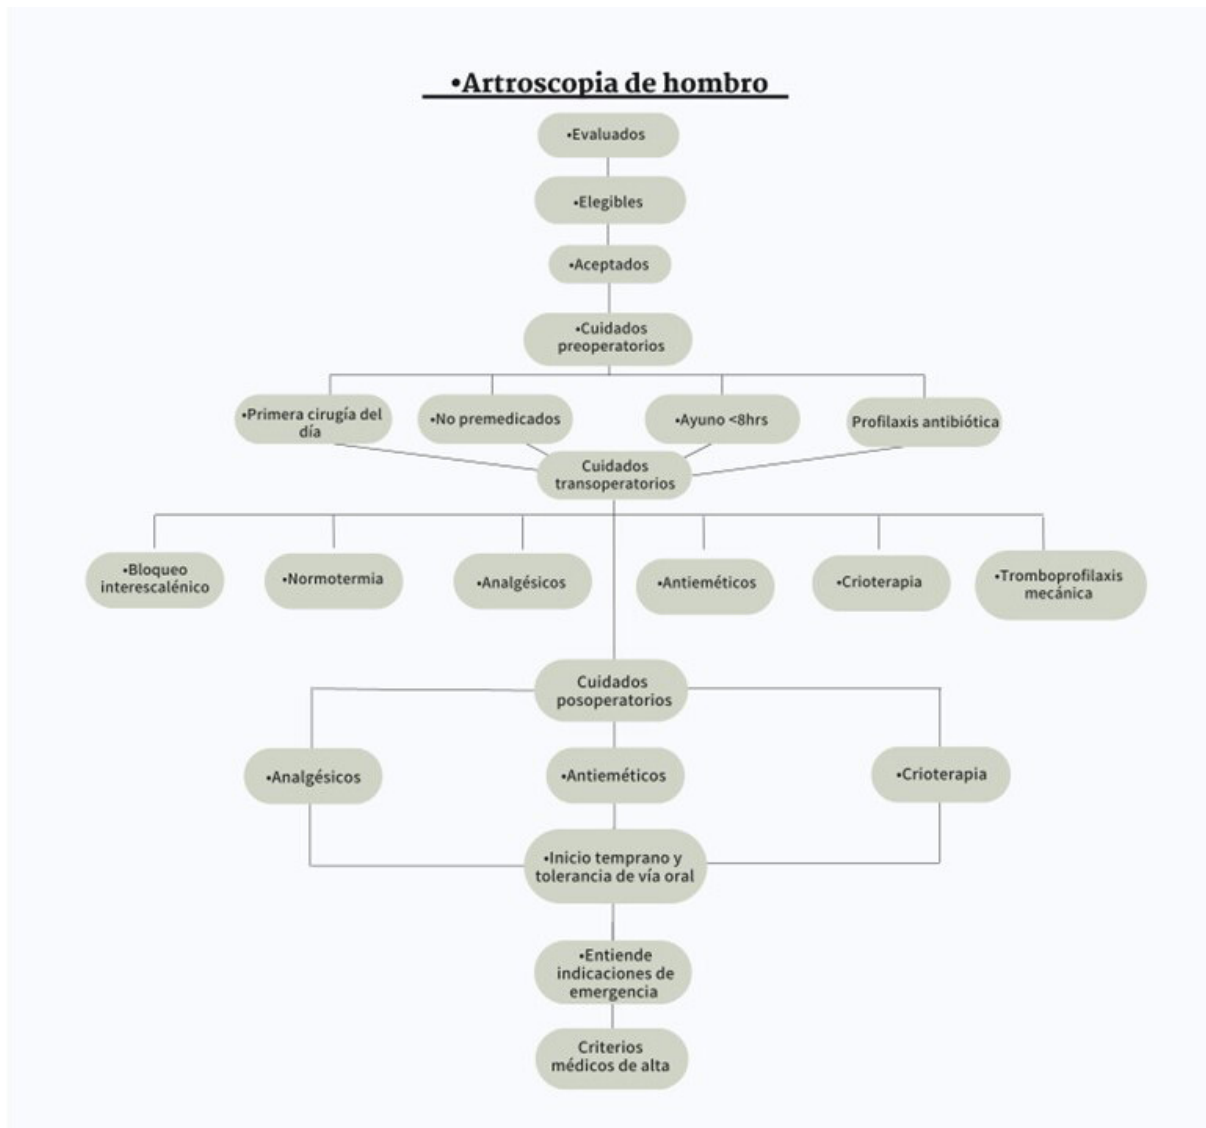 •Artroscopia de hombro
•Evaluados
•Elegibles
•Aceptados
•Cuidados
preoperatorios
•Primera cirugía del
día
•No premedicados
•Ayuno <8hrs
Profilaxis antibiótica
Cuidados
transoperatorios
•Bloqueo
interescalénico
•Normotermia
•Analgésicos
•Antieméticos
•Crioterapia
•Tromboprofilaxis
mecánica
Cuidados
posoperatorios
•Analgésicos
•Antieméticos
•Crioterapia
•Inicio temprano y
tolerancia de vía oral
•Entiende
indicaciones de
emergencia
Criterios
médicos de alta